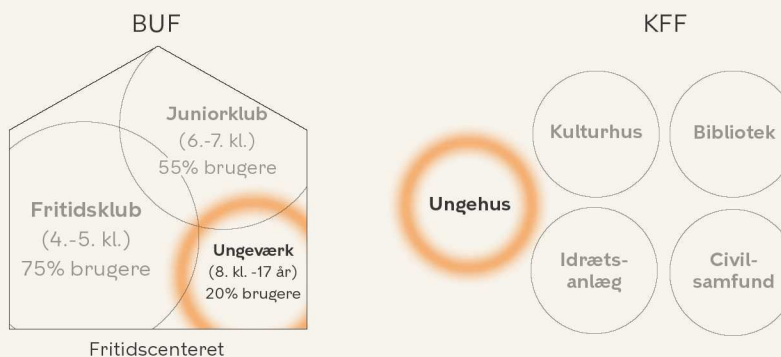 BUF
Juniorklub
(6.-7. kl.)
55% brugere
Fritidsklub
(4.-5. kl.)
75% brugere
Ungeværk
(8. kl. -17 år)
20% brugere
Fritidscenteret
KFF
Ungehus
Kulturhus
Bibliotek
Idræts-
anlæg
Civil-
samfund